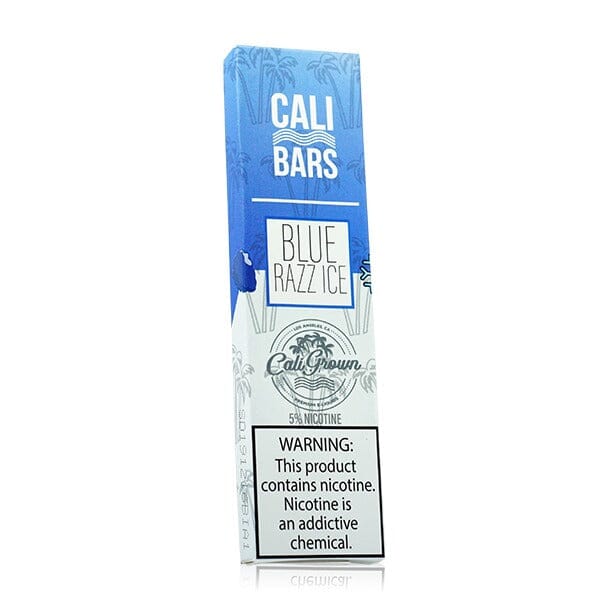 CALI
BARS
BLUE
RAZZ ICE
LOS ANGELES, CA
Cali Grown
PREMIUM E-LIQUIDS
5% NICOTINE
WARNING:
This product
contains nicotine.
Nicotine is
an addictive
chemical.